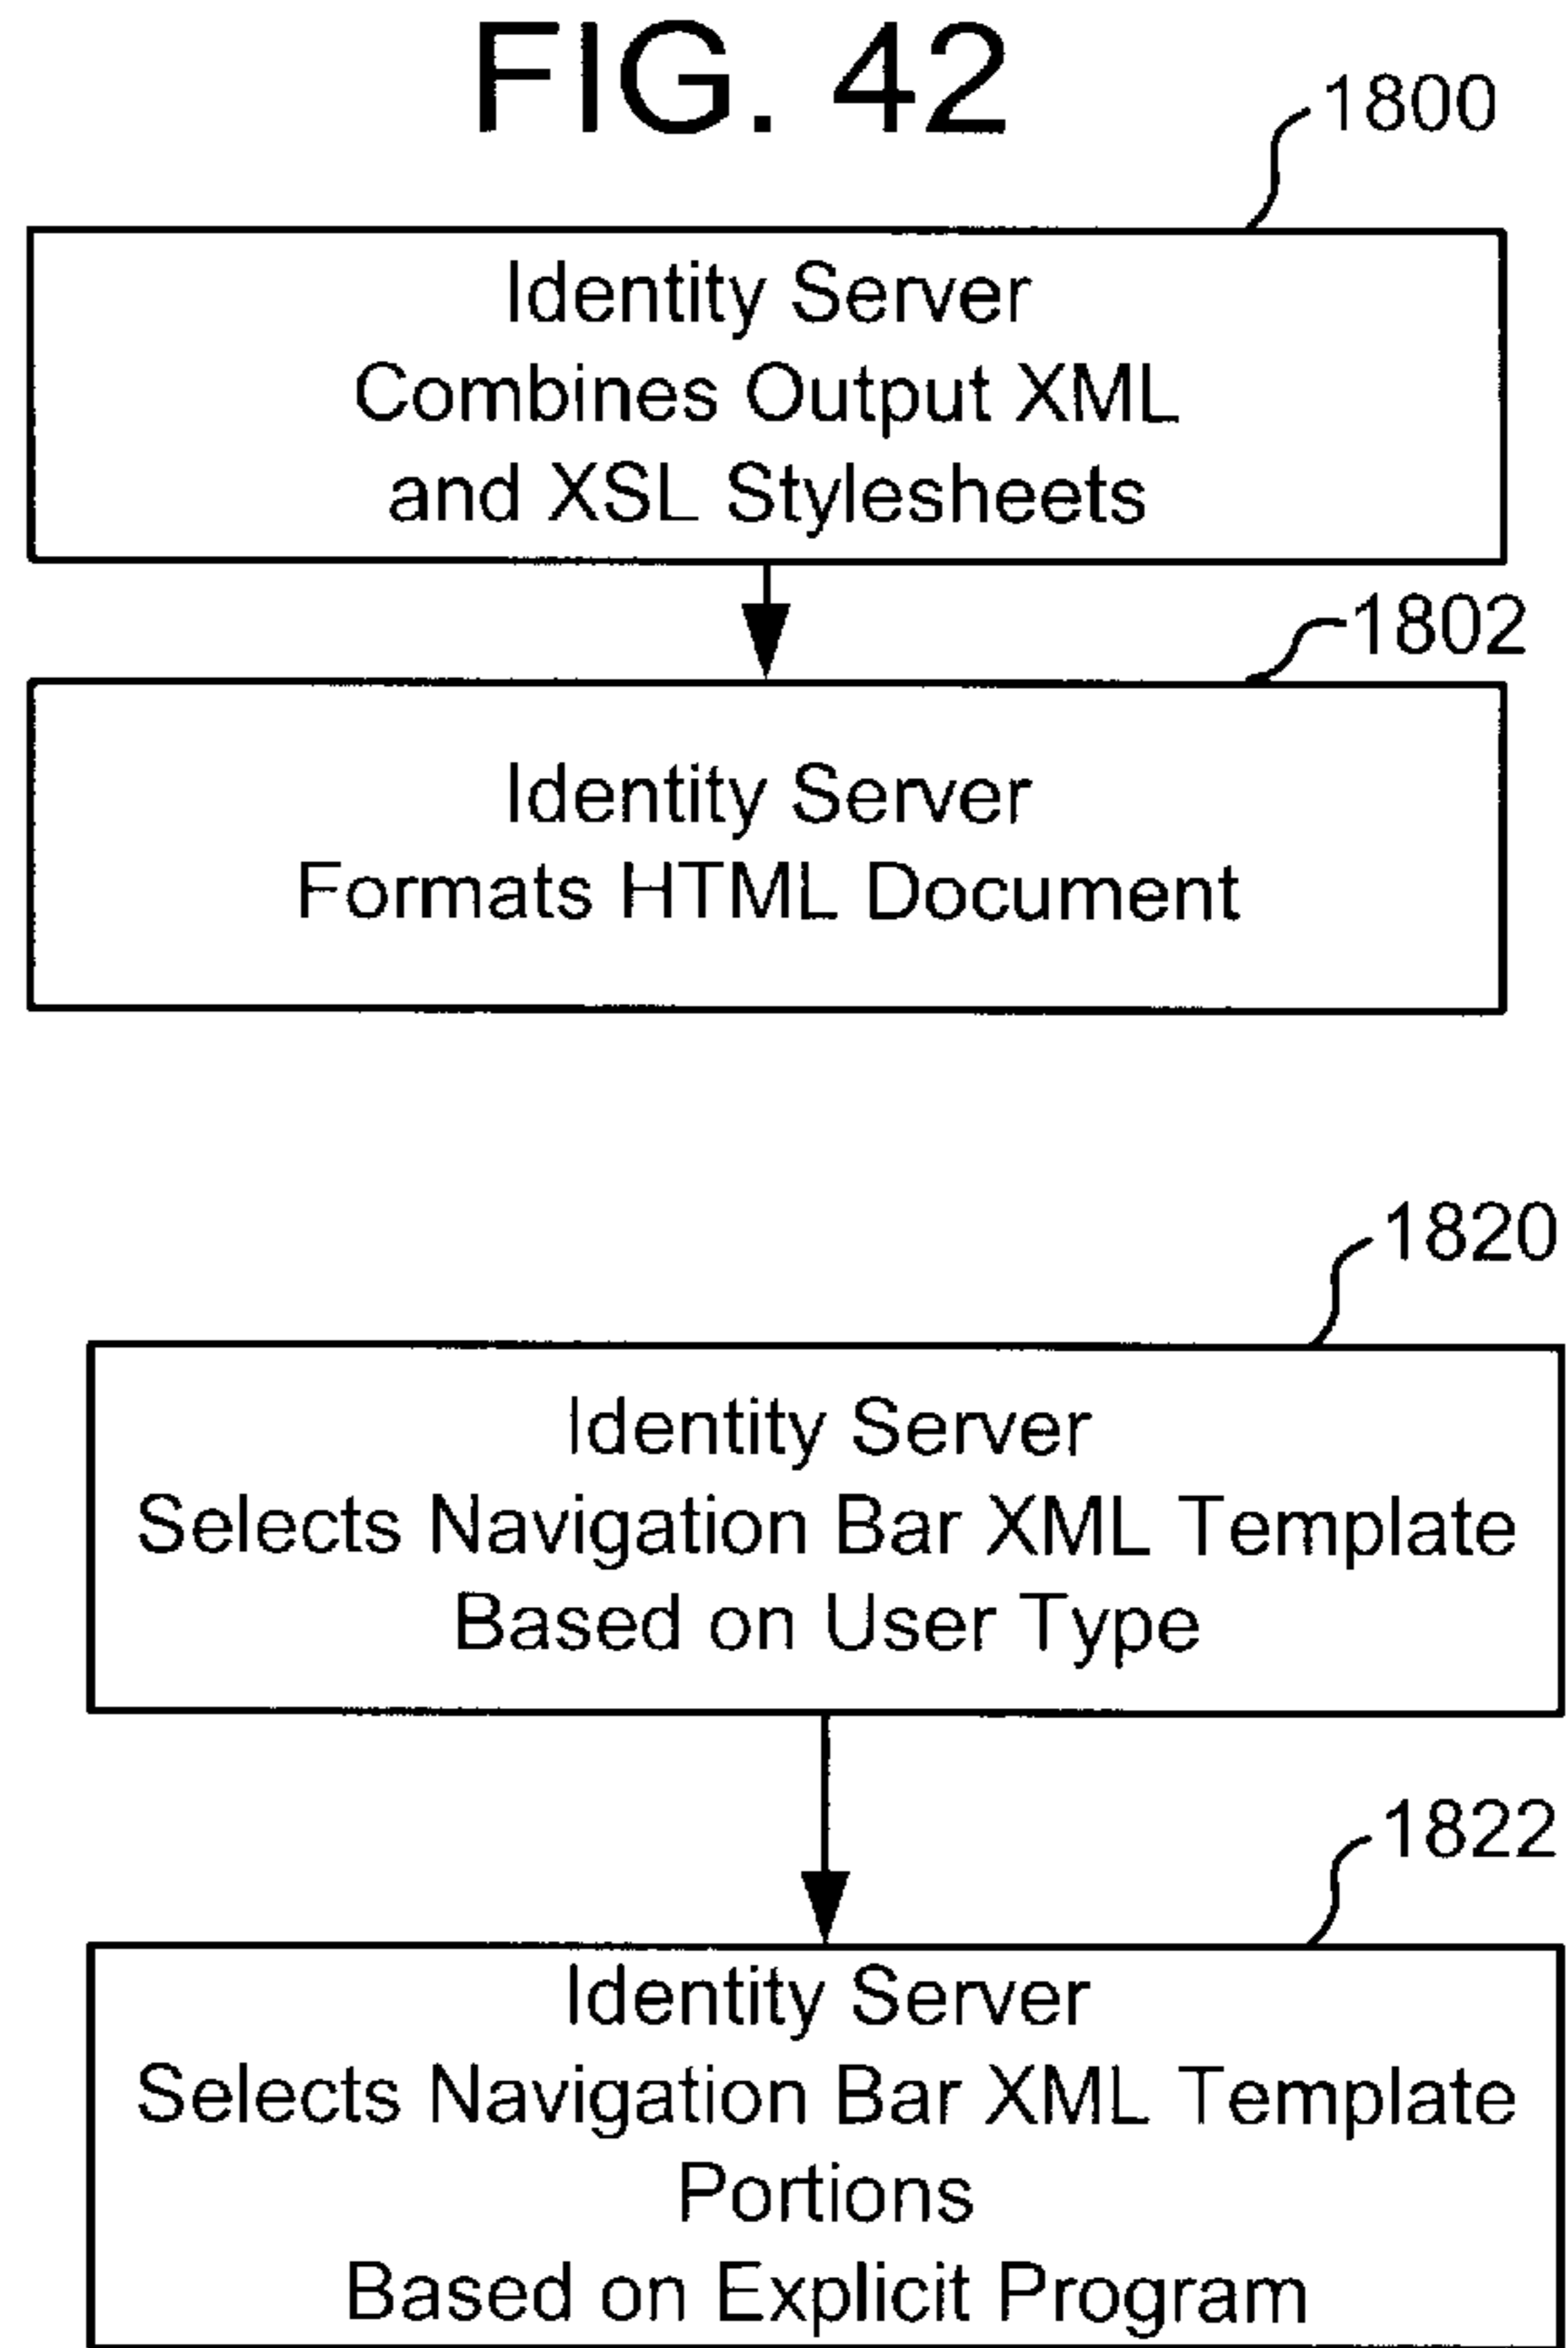 FIG. 42
1800
Identity Server
Combines Output XML
and XSL Stylesheets
1802
Identity Server
Formats HTML Document
1820
Identity Server
Selects Navigation Bar XML Template
Based on User Type
1822
Identity Server
Selects Navigation Bar XML Template
Portions
Based on Explicit Program